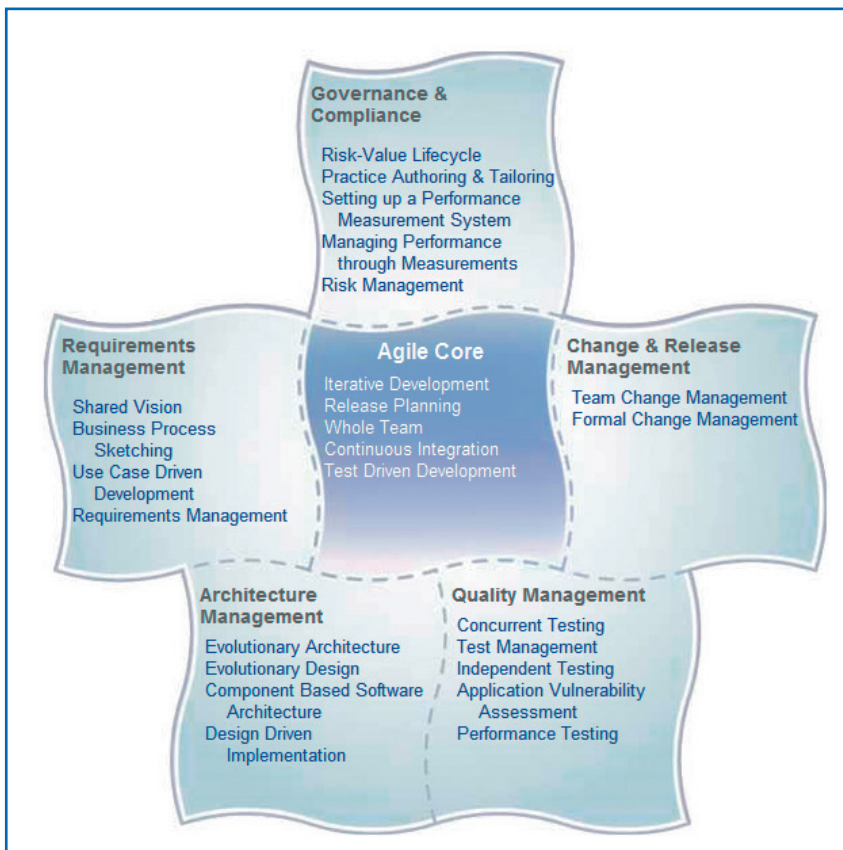 Governance &
Compliance
Risk-Value Lifecycle
Practice Authoring & Tailoring
Setting up a Performance
Measurement System
Managing Performance
through Measurements
Risk Management
Requirements
Management
Shared Vision
Business Process
Sketching
Use Case Driven
Development
Requirements Management
Agile Core
Iterative Development
Release Planning
Whole Team
Continuous Integration
Test Driven Development
Change & Release
Management
Team Change Management
Formal Change Management
Architecture
Management
Evolutionary Architecture
Evolutionary Design
Component Based Software
Architecture
Design Driven
Implementation
Quality Management
Concurrent Testing
Test Management
Independent Testing
Application Vulnerability
Assessment
Performance Testing